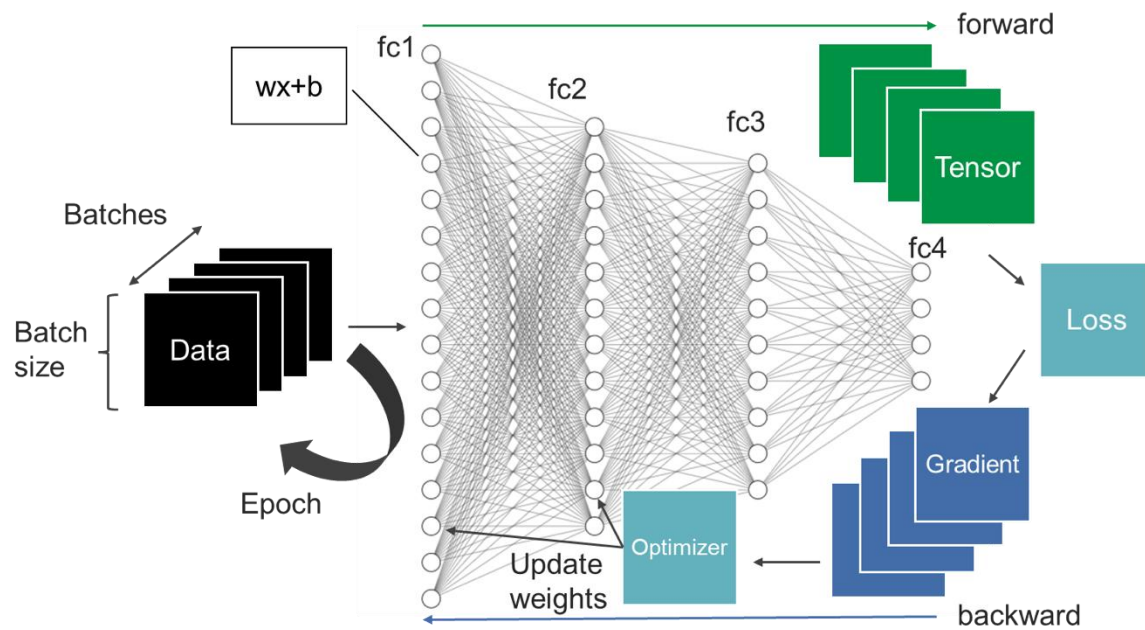 forward
fc1
wx+b
fc2
fc3
Tensor
Batches
fc4
Loss
Batch
size
Data
Gradient
Epoch
Optimizer
Update
weights
backward